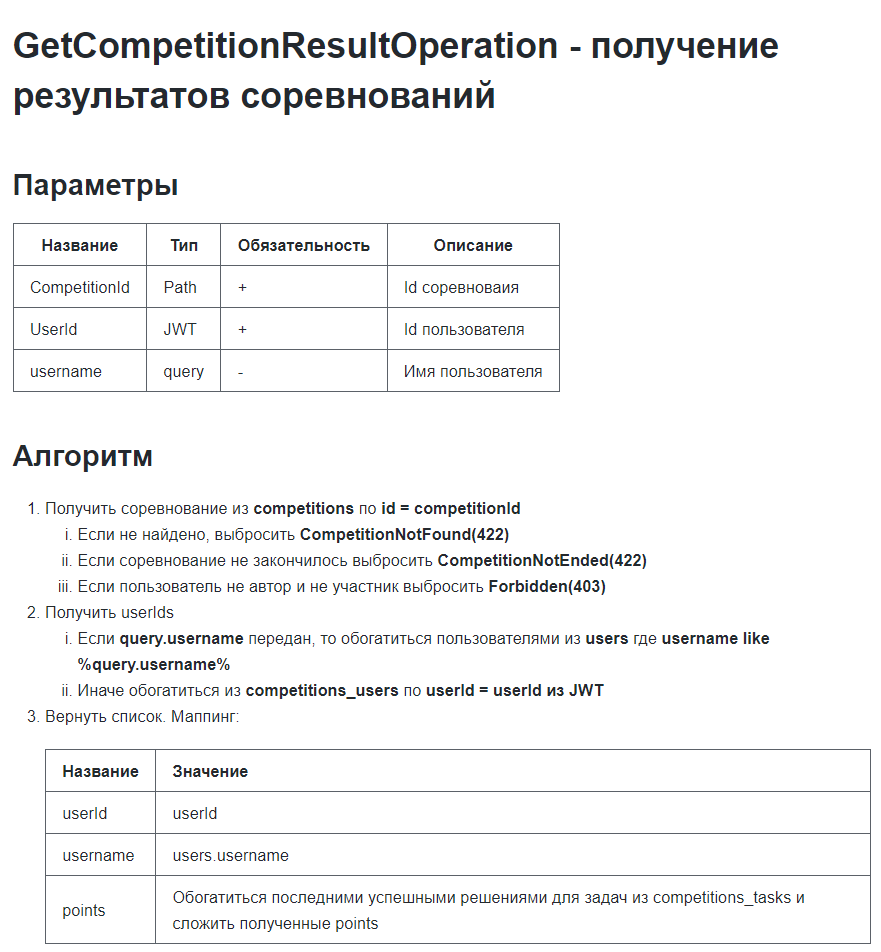 GetCompetitionResultOperation - получение
результатов соревнований
Параметры
Название Тип Обязательность Описание
CompetitionId Path + Id соревноваия
UserId JWT + Id пользователя
username query - Имя пользователя
Алгоритм
1. Получить соревнование из competitions по id = competitionId
i. Если не найдено, выбросить CompetitionNotFound(422)
ii. Если соревнование не закончилось выбросить CompetitionNotEnded(422)
iii. Если пользователь не автор и не участник выбросить Forbidden(403)
2. Получить userIds
i. Если query.username передан, то обогатиться пользователями из users где username like
%query.username%
ii. Иначе обогатиться из competitions_users по userId = userId из JWT
3. Вернуть список. Маппинг:
Название Значение
userId userId
username users.username
points Обогатиться последними успешными решениями для задач из competitions_tasks и
сложить полученные points